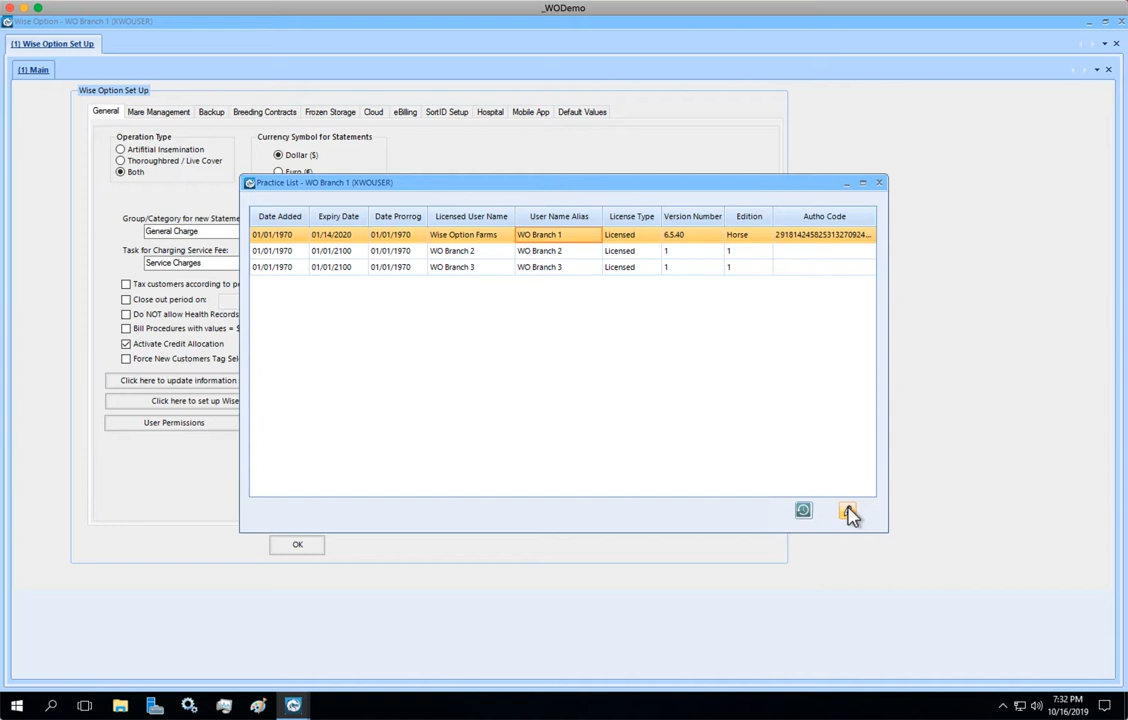 _WODemo
Wise Option - WO Branch 1 (XWOUSER)
[1] Wise Option Set Up
[1] Main
Wise Option Set Up
General Mare Management Backup Breeding Contracts Frozen Storage Cloud eBilling SortID Setup Hospital Mobile App Default Values
Operation Type
Artifitial Insemination
Thoroughbred / Live Cover
Both
Currency Symbol for Statements
Dollar ($)
Euro (€)
Group/Category for new Stateme
General Charge
Task for Charging Service Fee:
Service Charges
Tax customers according to pe
Close out period on:
Do NOT allow Health Records
Bill Procedures with values = $
Activate Credit Allocation
Force New Customers Tag Sel
Click here to update information
Click here to set up Wise
User Permissions
OK
Practice List - WO Branch 1 (XWOUSER)
Date Added Expiry Date Date Prorrog Licensed User Name User Name Alias License Type Version Number Edition Autho Code
01/01/1970 01/14/2020 01/01/1970 Wise Option Farms WO Branch 1 Licensed 6.5.40 Horse 291814245825313270924...
01/01/1970 01/01/2100 01/01/1970 WO Branch 2 WO Branch 2 Licensed 1 1
01/01/1970 01/01/2100 01/01/1970 WO Branch 3 WO Branch 3 Licensed 1 1
7:32 PM
10/16/2019